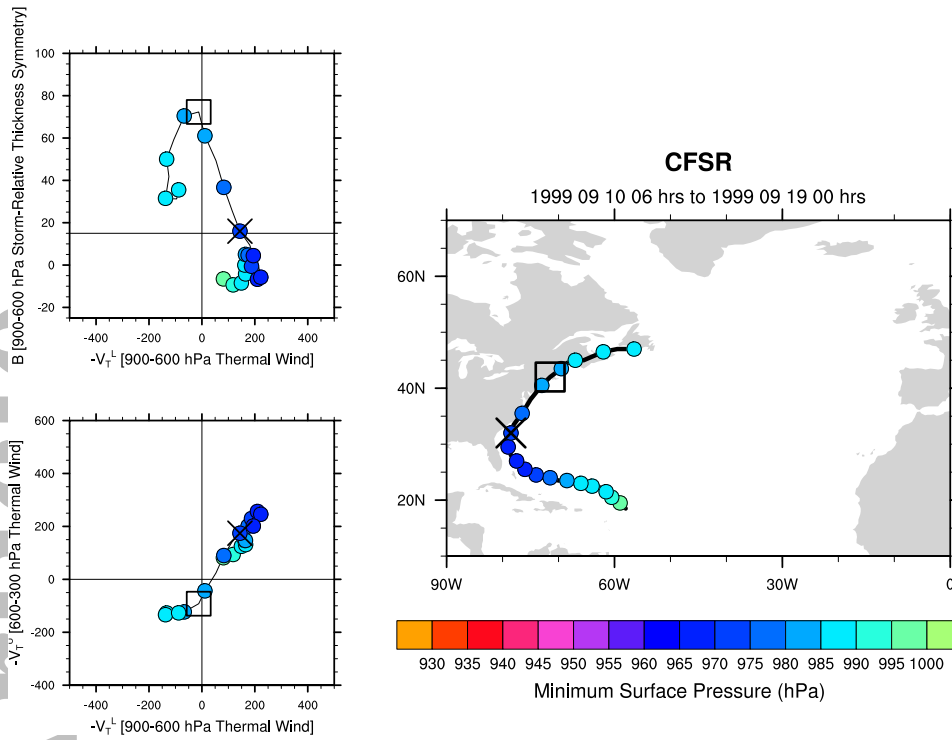 B [900-600 hPa Storm-Relative Thickness Symmetry]
100
80
60
40
20
0
-20
-400 -200 0 200 400
-V_T^L [900-600 hPa Thermal Wind]
-V_T^U [600-300 hPa Thermal Wind]
600
400
200
0
-200
-400
-400 -200 0 200 400
-V_T^L [900-600 hPa Thermal Wind]
CFSR
1999 09 10 06 hrs to 1999 09 19 00 hrs
60N
40N
20N
90W 60W 30W 0
930 935 940 945 950 955 960 965 970 975 980 985 990 995 1000
Minimum Surface Pressure (hPa)